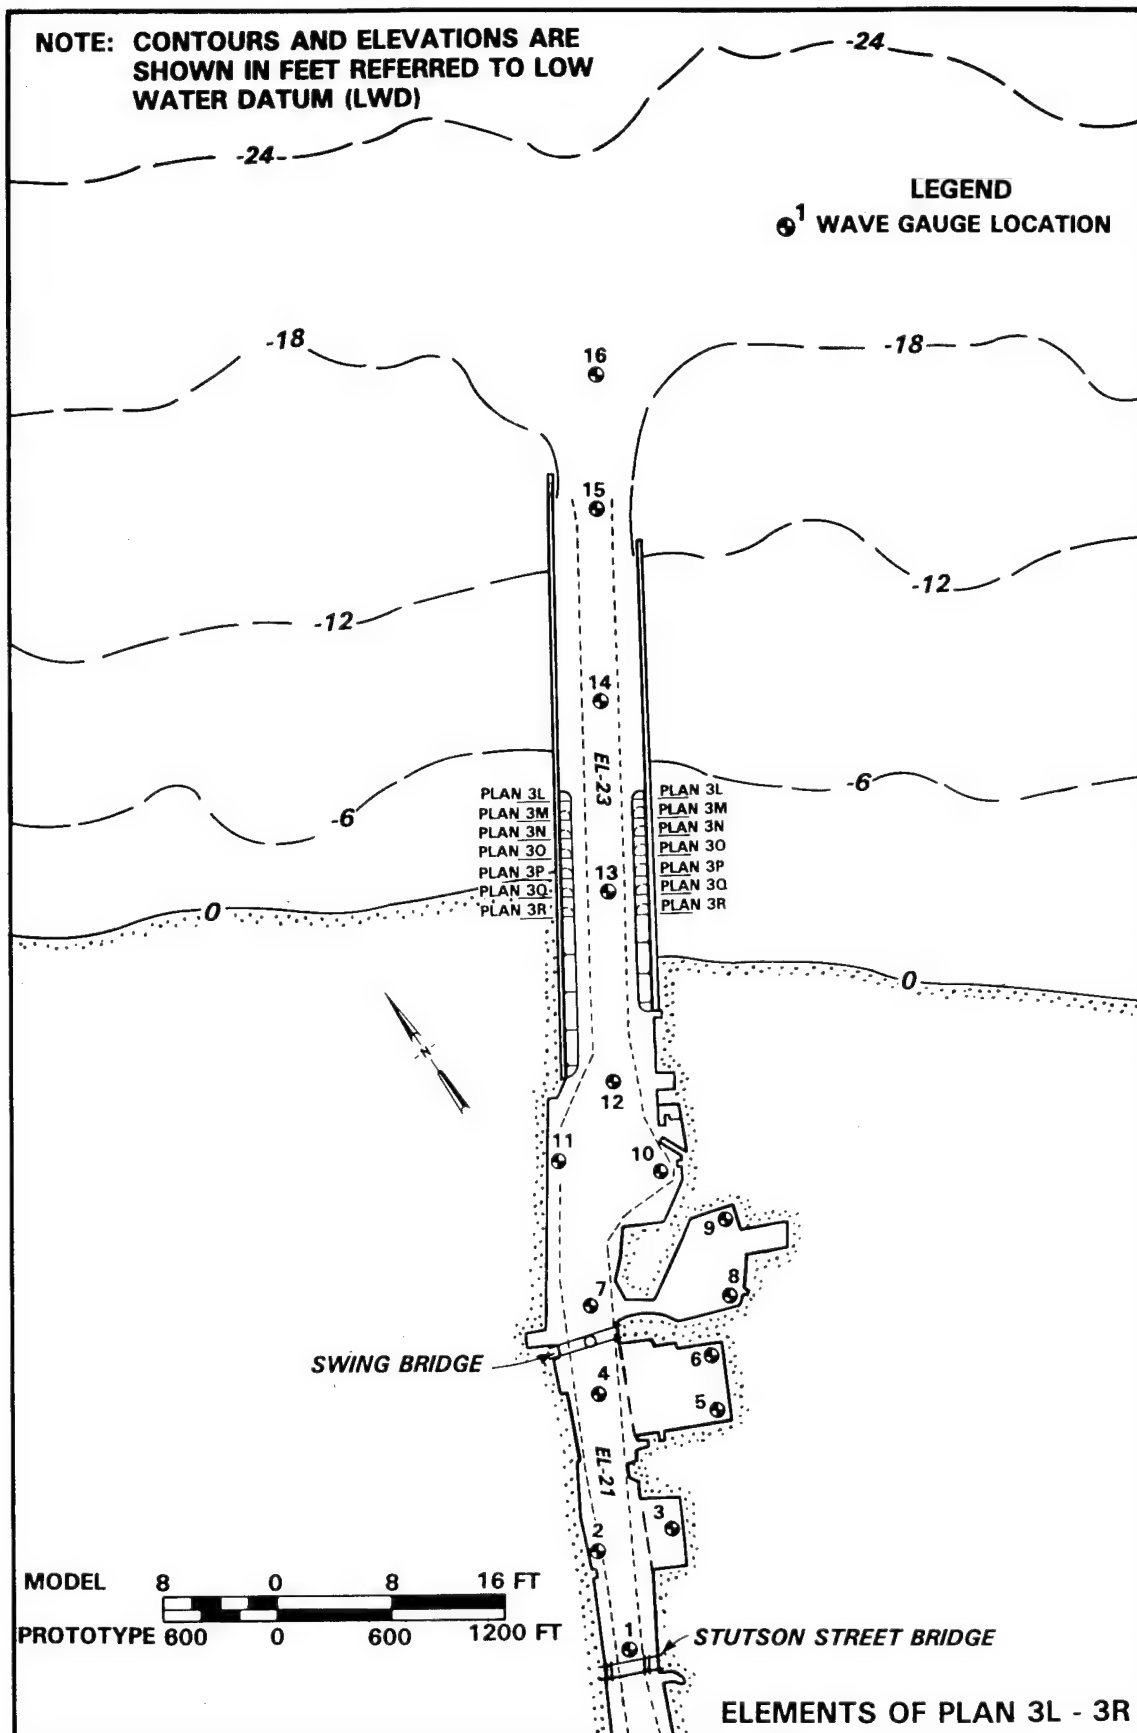 NOTE: CONTOURS AND ELEVATIONS ARE
SHOWN IN FEET REFERRED TO LOW
WATER DATUM (LWD)
-24
-24
LEGEND
1 WAVE GAUGE LOCATION
-18
-18
16
15
-12
-12
14
EL-23
-6
-6
PLAN 3L
PLAN 3M
PLAN 3N
PLAN 3O
PLAN 3P
PLAN 3Q
PLAN 3R
PLAN 3L
PLAN 3M
PLAN 3N
PLAN 3O
PLAN 3P
PLAN 3Q
PLAN 3R
13
0
0
N
12
11
10
9
8
7
SWING BRIDGE
6
4
5
EL-21
3
2
MODEL 8 0 8 16 FT
PROTOTYPE 600 0 600 1200 FT
1
STUTSON STREET BRIDGE
ELEMENTS OF PLAN 3L - 3R